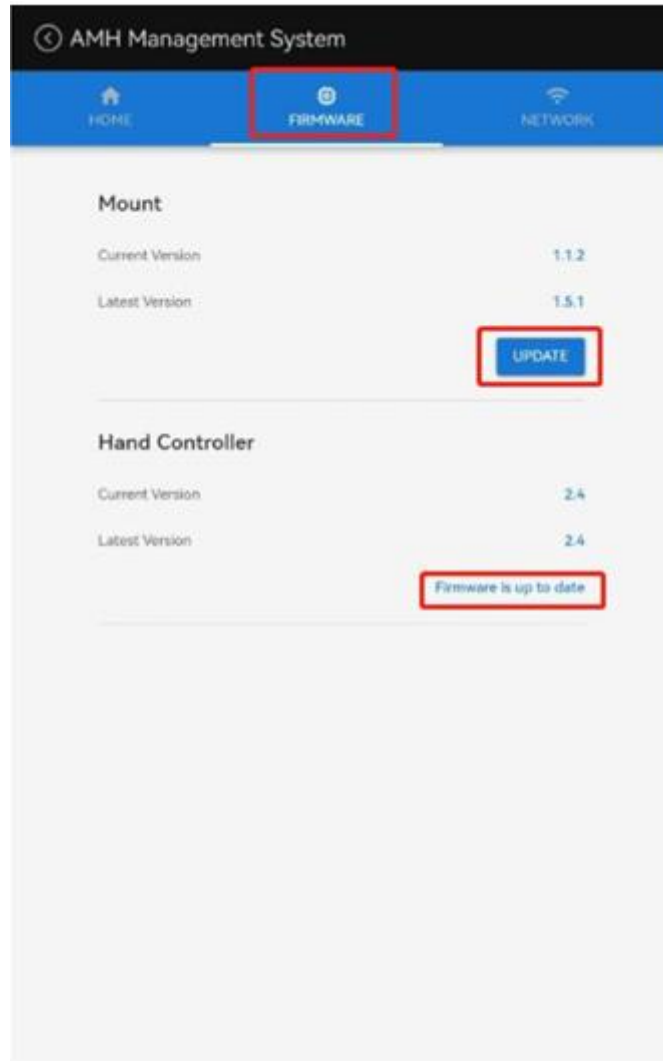 AMH Management System
HOME
FIRMWARE
NETWORK
Mount
Current Version 1.1.2
Latest Version 1.5.1
UPDATE
Hand Controller
Current Version 2.4
Latest Version 2.4
Firmware is up to date